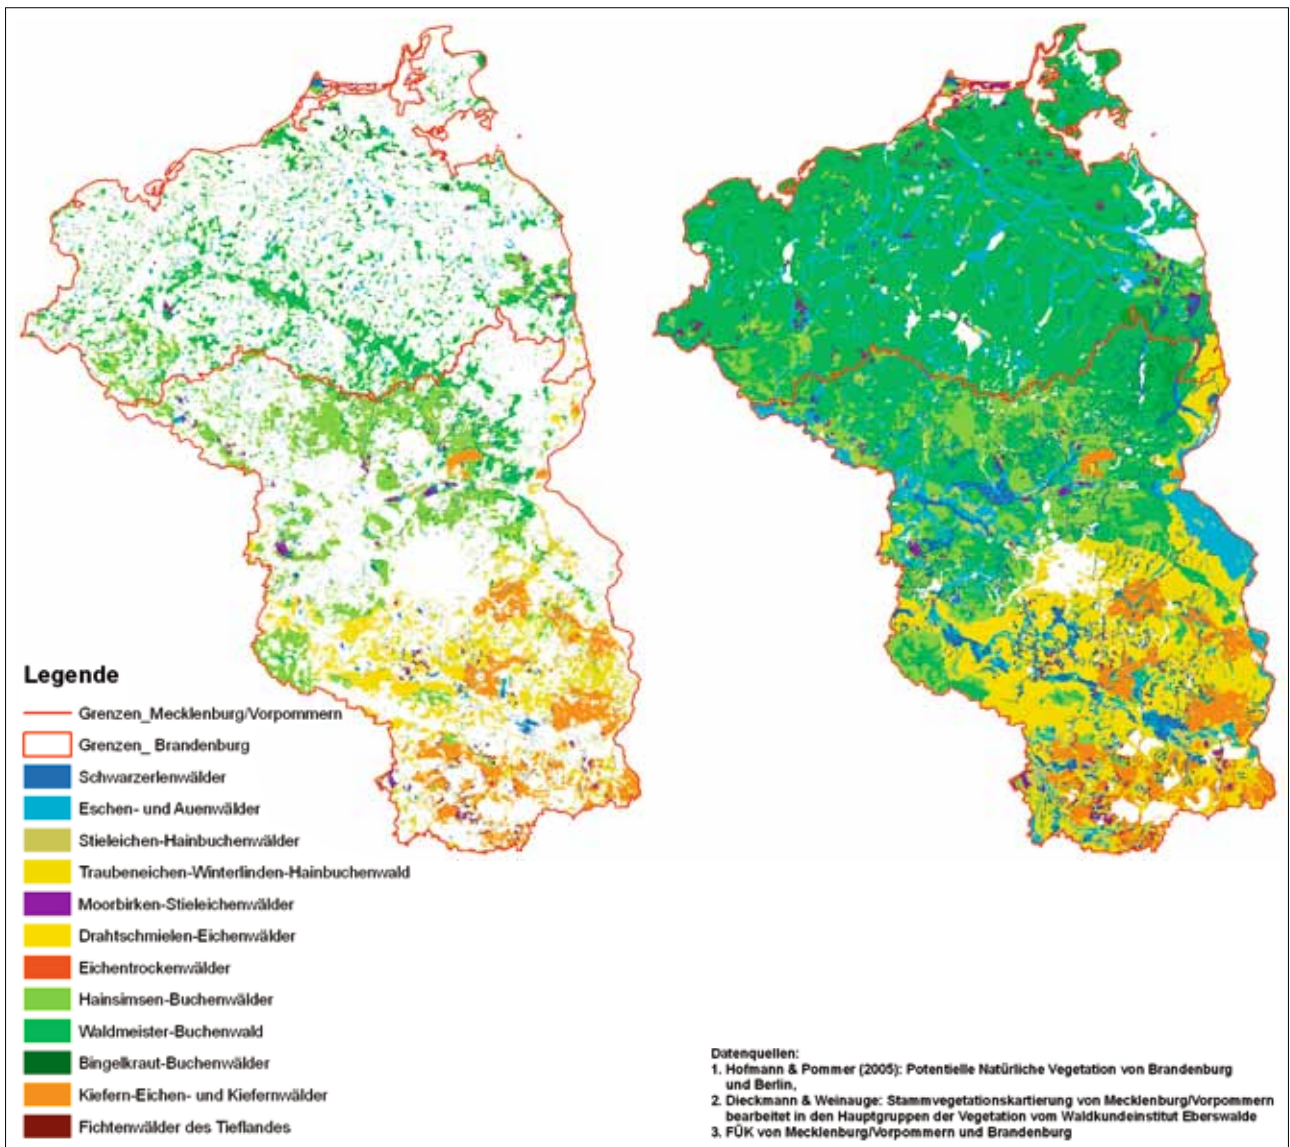 Legende
Grenzen_Mecklenburg/Vorpommern
Grenzen_ Brandenburg
Schwarzerlenwälder
Eschen- und Auenwälder
Stieleichen-Hainbuchenwälder
Traubeneichen-Winterlinden-Hainbuchenwald
Moorbirken-Stieleichenwälder
Drahtschmielen-Eichenwälder
Eichentrockenwälder
Hainsimsen-Buchenwälder
Waldmeister-Buchenwald
Bingelkraut-Buchenwälder
Kiefern-Eichen- und Kiefernwälder
Fichtenwälder des Tieflandes
Datenquellen:
1. Hofmann & Pommer (2005): Potentielle Natürliche Vegetation von Brandenburg
und Berlin,
2. Dieckmann & Weinauge: Stammvegetationskartierung von Mecklenburg/Vorpommern
bearbeitet in den Hauptgruppen der Vegetation vom Waldkundeinstitut Eberswalde
3. FÜK von Mecklenburg/Vorpommern und Brandenburg